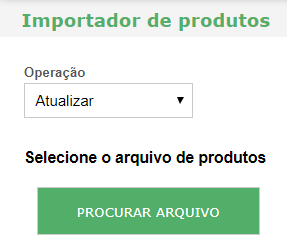 Importador de produtos
Operação
Atualizar
Selecione o arquivo de produtos
PROCURAR ARQUIVO